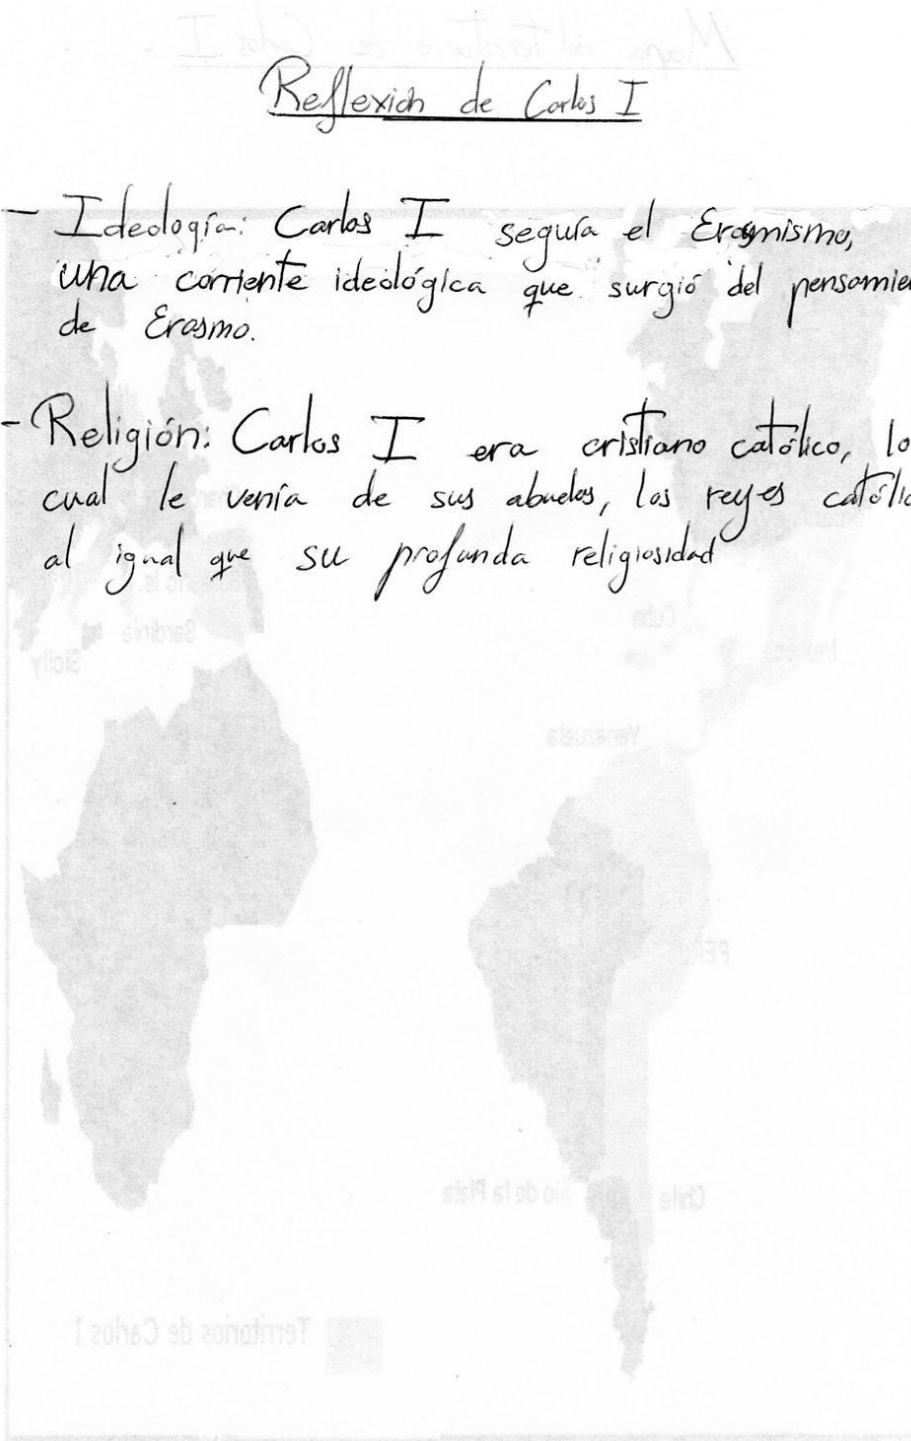 Reflexión de Carlos I
- Ideología: Carlos I seguía el Erasmismo,
una corriente ideológica que surgió del pensamie
de Erasmo.
- Religión: Carlos I era cristiano católico, lo
cual le venía de sus abuelos, los reyes católic
al igual que su profunda religiosidad
Sardinia
Sicily
Cuba
Venezuela
Rio de la Plata
Chile
Territorios de Carlos I